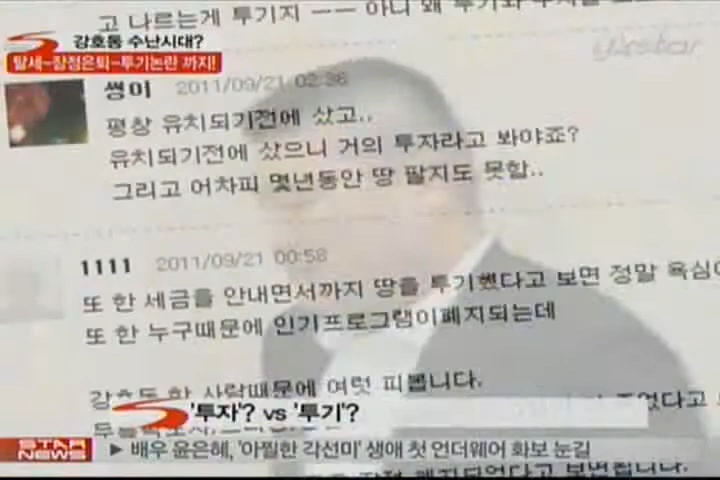 고 나르는게 투기지 —— 아니 왜 투기와
강호동 수난시대?
탈세-잠정은퇴-투기논란 까지!
Y-STAR
썽이 2011/09/21 02:36
평창 유치되기전에 샀고..
유치되기전에 샀으니 거의 투자라고 봐야죠?
그리고 어차피 몇년동안 땅 팔지도 못함..
1111 2011/09/21 00:58
또 한 세금을 안내면서까지 땅을 투기했다고 보면 정말 욕심이
또 한 누구때문에 인기프로그램이폐지되는데
강호동 한 사람때문에 여럿 피봅니다.
'투자'? vs '투기'?
STAR NEWS
▶ 배우 윤은혜, '아찔한 각선미' 생애 첫 언더웨어 화보 눈길